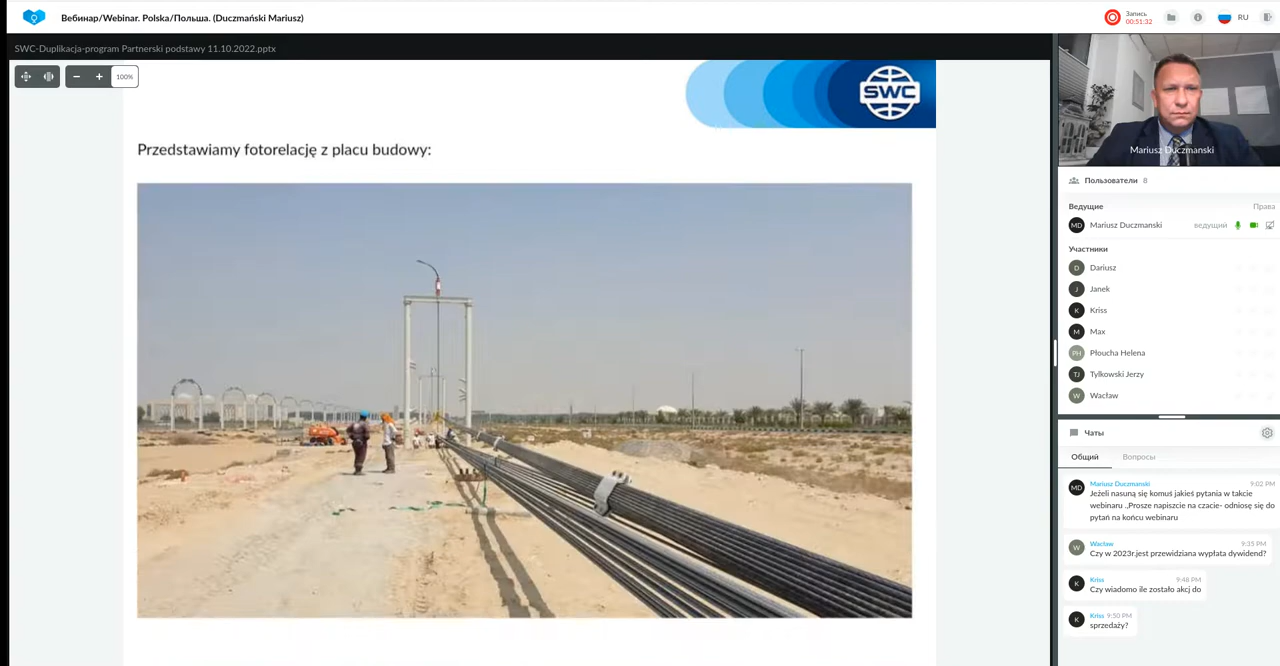 Вебинар/Webinar. Polska/Польша. (Duczmański Mariusz)
Запись
00:51:32
RU
SWC-Duplikacja-program Partnerski podstawy 11.10.2022.pptx
100%
SWC
Przedstawiamy fotorelację z placu budowy:
Mariusz Duczmanski
Пользователи 8
Ведущие Права
MD Mariusz Duczmanski ведущий
Участники
D Dariusz
J Janek
K Kriss
M Max
PH Płoucha Helena
TJ Tylkowski Jerzy
W Wacław
Чаты
Общий Вопросы
MD Mariusz Duczmanski 9:02 PM
Jeżeli nasuną się komuś jakieś pytania w takcie
webinaru .,Prosze napiszcie na czacie- odniosę się do
pytań na końcu webinaru
W Wacław 9:35 PM
Czy w 2023r.jest przewidziana wypłata dywidend?
K Kriss 9:48 PM
Czy wiadomo ile zostało akcj do
K Kriss 9:50 PM
sprzedaży?